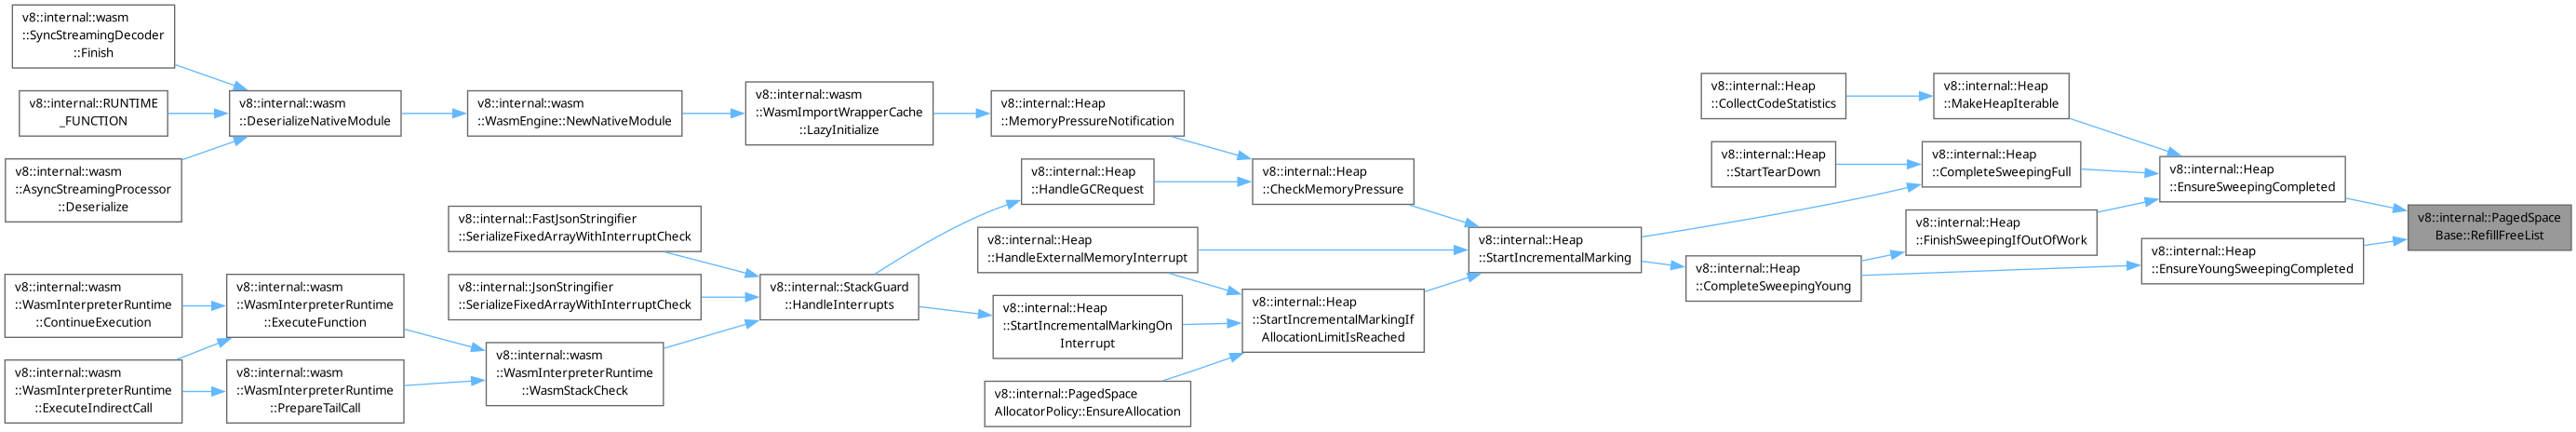 v8::internal::wasm
::SyncStreamingDecoder
::Finish
v8::internal::RUNTIME
_FUNCTION
v8::internal::wasm
::AsyncStreamingProcessor
::Deserialize
v8::internal::wasm
::DeserializeNativeModule
v8::internal::wasm
::WasmEngine::NewNativeModule
v8::internal::wasm
::WasmImportWrapperCache
::LazyInitialize
v8::internal::Heap
::MemoryPressureNotification
v8::internal::Heap
::HandleGCRequest
v8::internal::Heap
::CheckMemoryPressure
v8::internal::FastJsonStringifier
::SerializeFixedArrayWithInterruptCheck
v8::internal::JsonStringifier
::SerializeFixedArrayWithInterruptCheck
v8::internal::wasm
::WasmInterpreterRuntime
::ContinueExecution
v8::internal::wasm
::WasmInterpreterRuntime
::ExecuteIndirectCall
v8::internal::wasm
::WasmInterpreterRuntime
::ExecuteFunction
v8::internal::wasm
::WasmInterpreterRuntime
::PrepareTailCall
v8::internal::wasm
::WasmInterpreterRuntime
::WasmStackCheck
v8::internal::StackGuard
::HandleInterrupts
v8::internal::Heap
::HandleExternalMemoryInterrupt
v8::internal::Heap
::StartIncrementalMarkingOn
Interrupt
v8::internal::PagedSpace
AllocatorPolicy::EnsureAllocation
v8::internal::Heap
::StartIncrementalMarkingIf
AllocationLimitIsReached
v8::internal::Heap
::StartIncrementalMarking
v8::internal::Heap
::CollectCodeStatistics
v8::internal::Heap
::MakeHeapIterable
v8::internal::Heap
::StartTearDown
v8::internal::Heap
::CompleteSweepingFull
v8::internal::Heap
::FinishSweepingIfOutOfWork
v8::internal::Heap
::CompleteSweepingYoung
v8::internal::Heap
::EnsureSweepingCompleted
v8::internal::Heap
::EnsureYoungSweepingCompleted
v8::internal::PagedSpace
Base::RefillFreeList